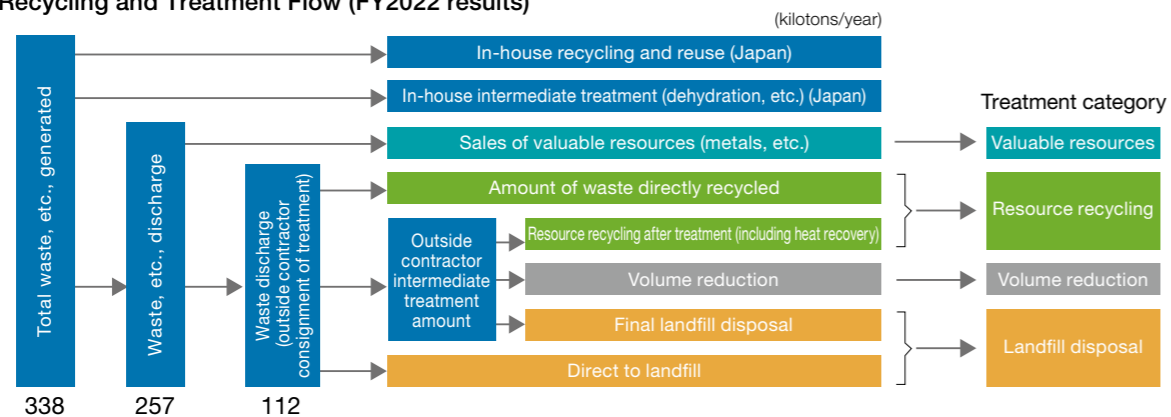 Recycling and Treatment Flow (FY2022 results)
(kilotons/year)
Total waste, etc., generated
338
Waste, etc., discharge
257
Waste discharge
(outside contractor
consignment of treatment)
112
In-house recycling and reuse (Japan)
In-house intermediate treatment (dehydration, etc.) (Japan)
Sales of valuable resources (metals, etc.)
Amount of waste directly recycled
Outside
contractor
intermediate
treatment
amount
Resource recycling after treatment (including heat recovery)
Volume reduction
Final landfill disposal
Direct to landfill
Treatment category
Valuable resources
Resource recycling
Volume reduction
Landfill disposal